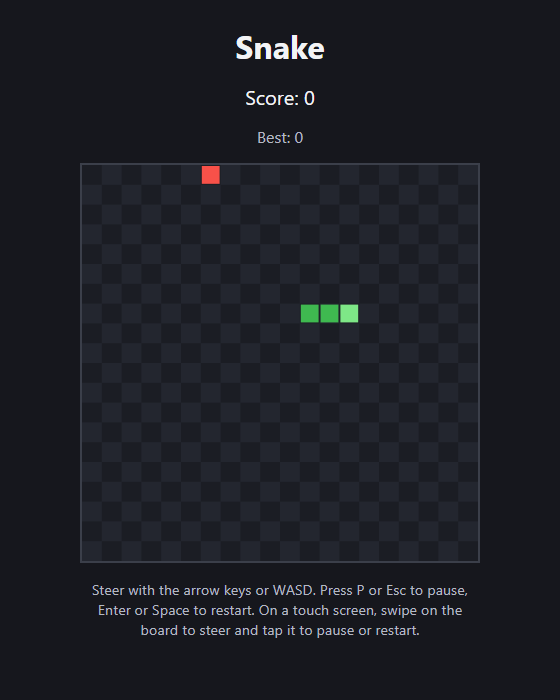 Snake
Score: 0
Best: 0
Steer with the arrow keys or WASD. Press P or Esc to pause,
Enter or Space to restart. On a touch screen, swipe on the
board to steer and tap it to pause or restart.